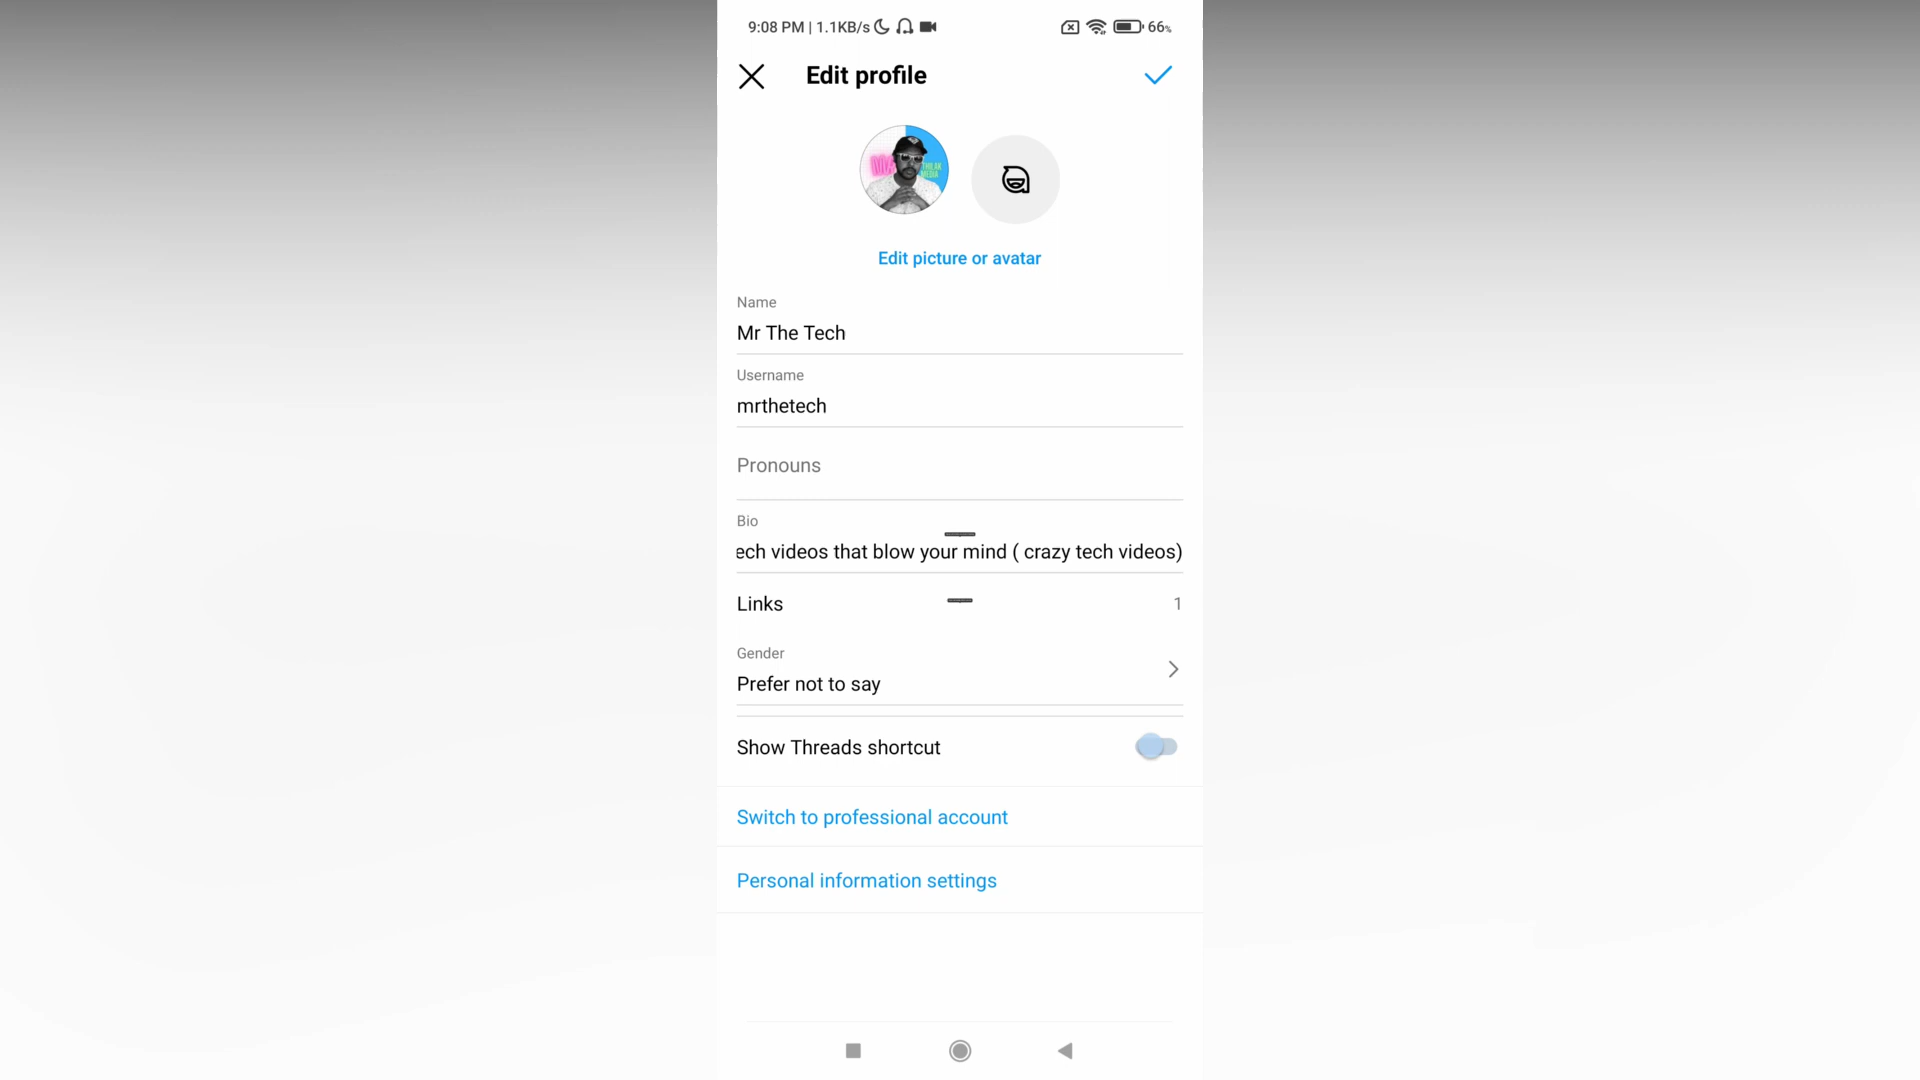 9:08 PM | 1.1KB/s
66%
Edit profile
Edit picture or avatar
Name
Mr The Tech
Username
mrthetech
Pronouns
Bio
ech videos that blow your mind ( crazy tech videos)
Links
1
Gender
Prefer not to say
Show Threads shortcut
Switch to professional account
Personal information settings